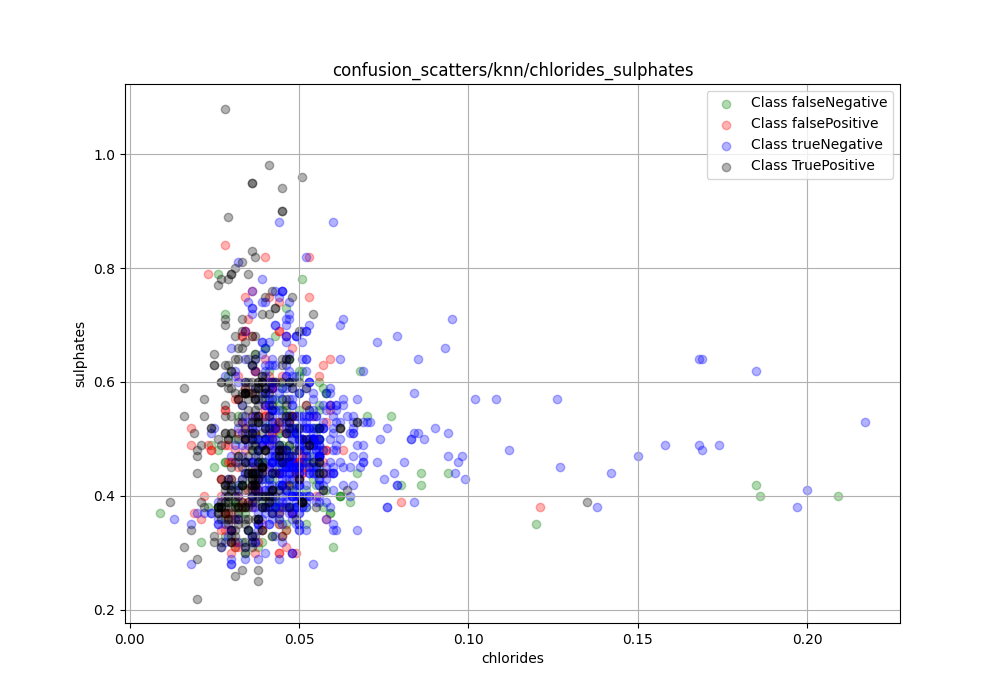 confusion_scatters/knn/chlorides_sulphates
Class falseNegative
Class falsePositive
Class trueNegative
Class TruePositive
1.0
0.8
0.6
0.4
0.2
sulphates
0.00 0.05 0.10 0.15 0.20
chlorides